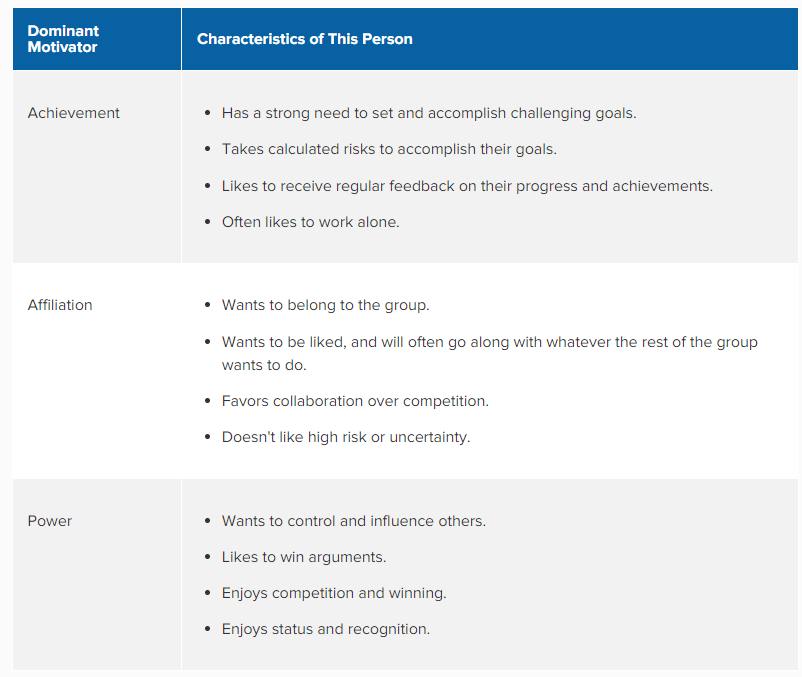 Dominant
Motivator
Characteristics of This Person
Achievement
• Has a strong need to set and accomplish challenging goals.
• Takes calculated risks to accomplish their goals.
• Likes to receive regular feedback on their progress and achievements.
• Often likes to work alone.
Affiliation
• Wants to belong to the group.
• Wants to be liked, and will often go along with whatever the rest of the group
wants to do.
• Favors collaboration over competition.
• Doesn't like high risk or uncertainty.
Power
• Wants to control and influence others.
• Likes to win arguments.
• Enjoys competition and winning.
• Enjoys status and recognition.